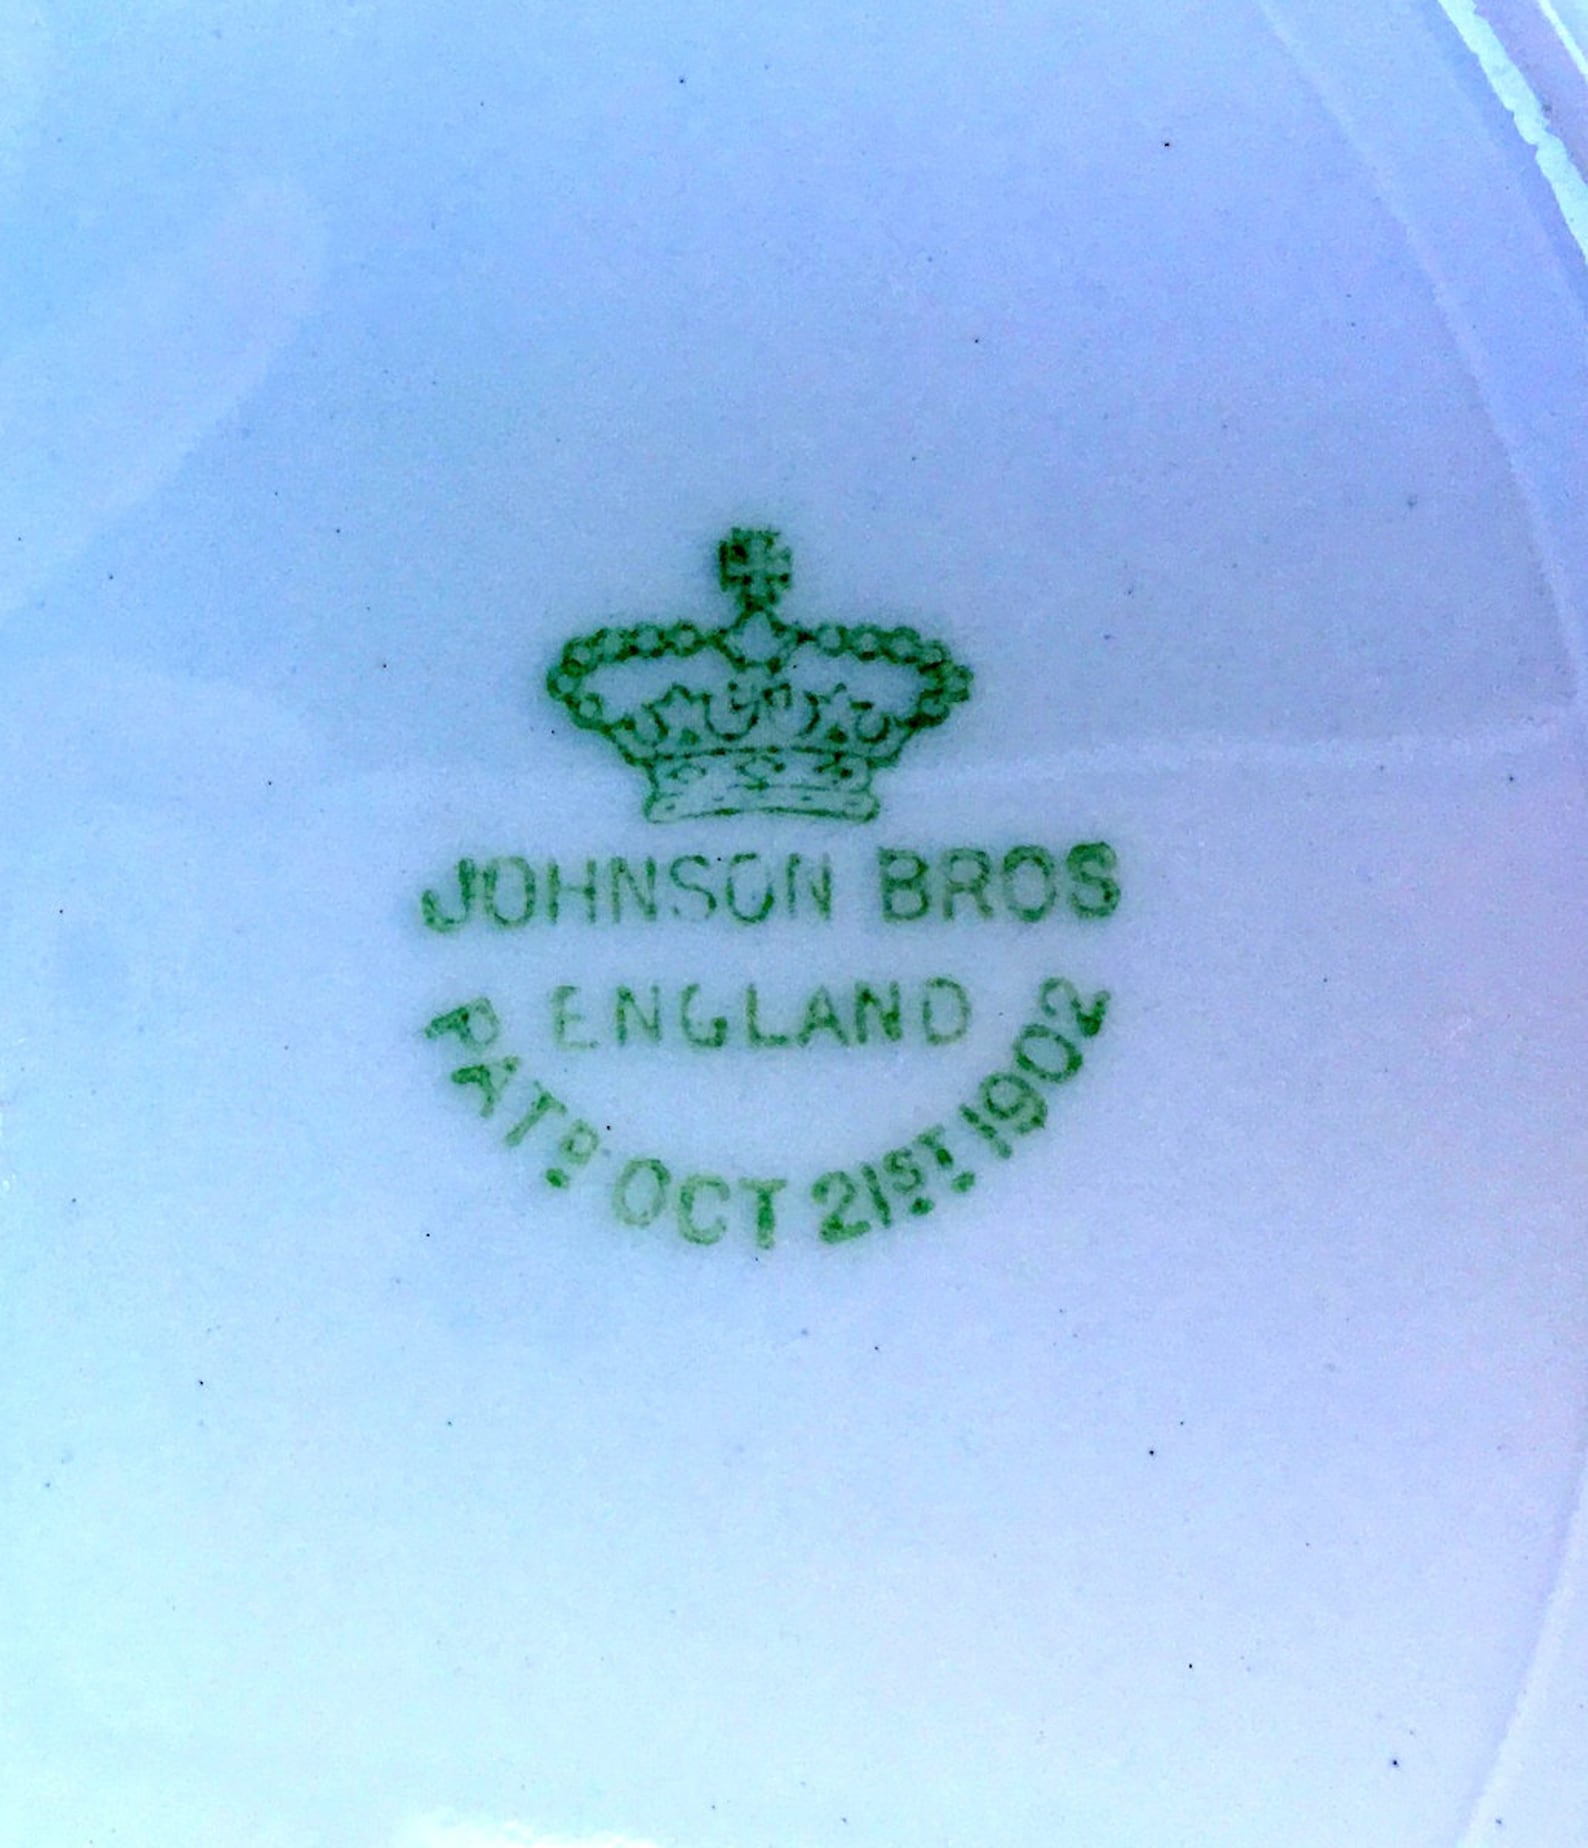 JOHNSON BROS
ENGLAND
PATD. OCT 21ST. 1902